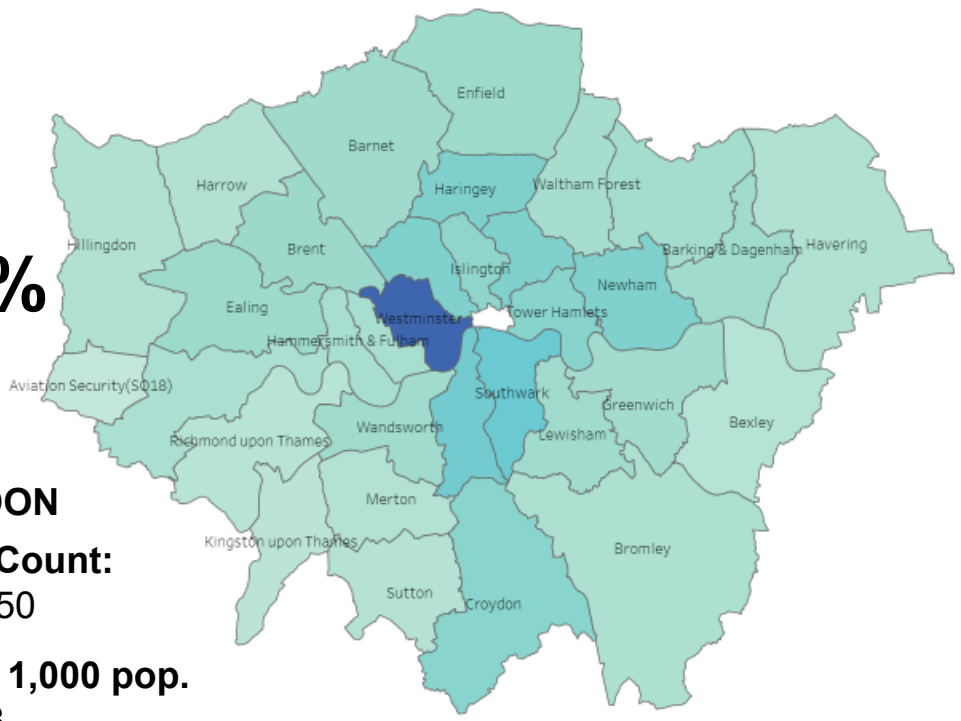 Enfield
Barnet
Harrow
Haringey
Waltham Forest
Hillingdon
Brent
Islington
Barking & Dagenham
Havering
%
Newham
Ealing
Westminster
Tower Hamlets
Hammersmith & Fulham
Aviation Security(SO18)
Southwark
Greenwich
Bexley
Richmond upon Thames
Wandsworth
Lewisham
Merton
DON
Count:
Kingston upon Thames
Bromley
50
Sutton
Croydon
1,000 pop.